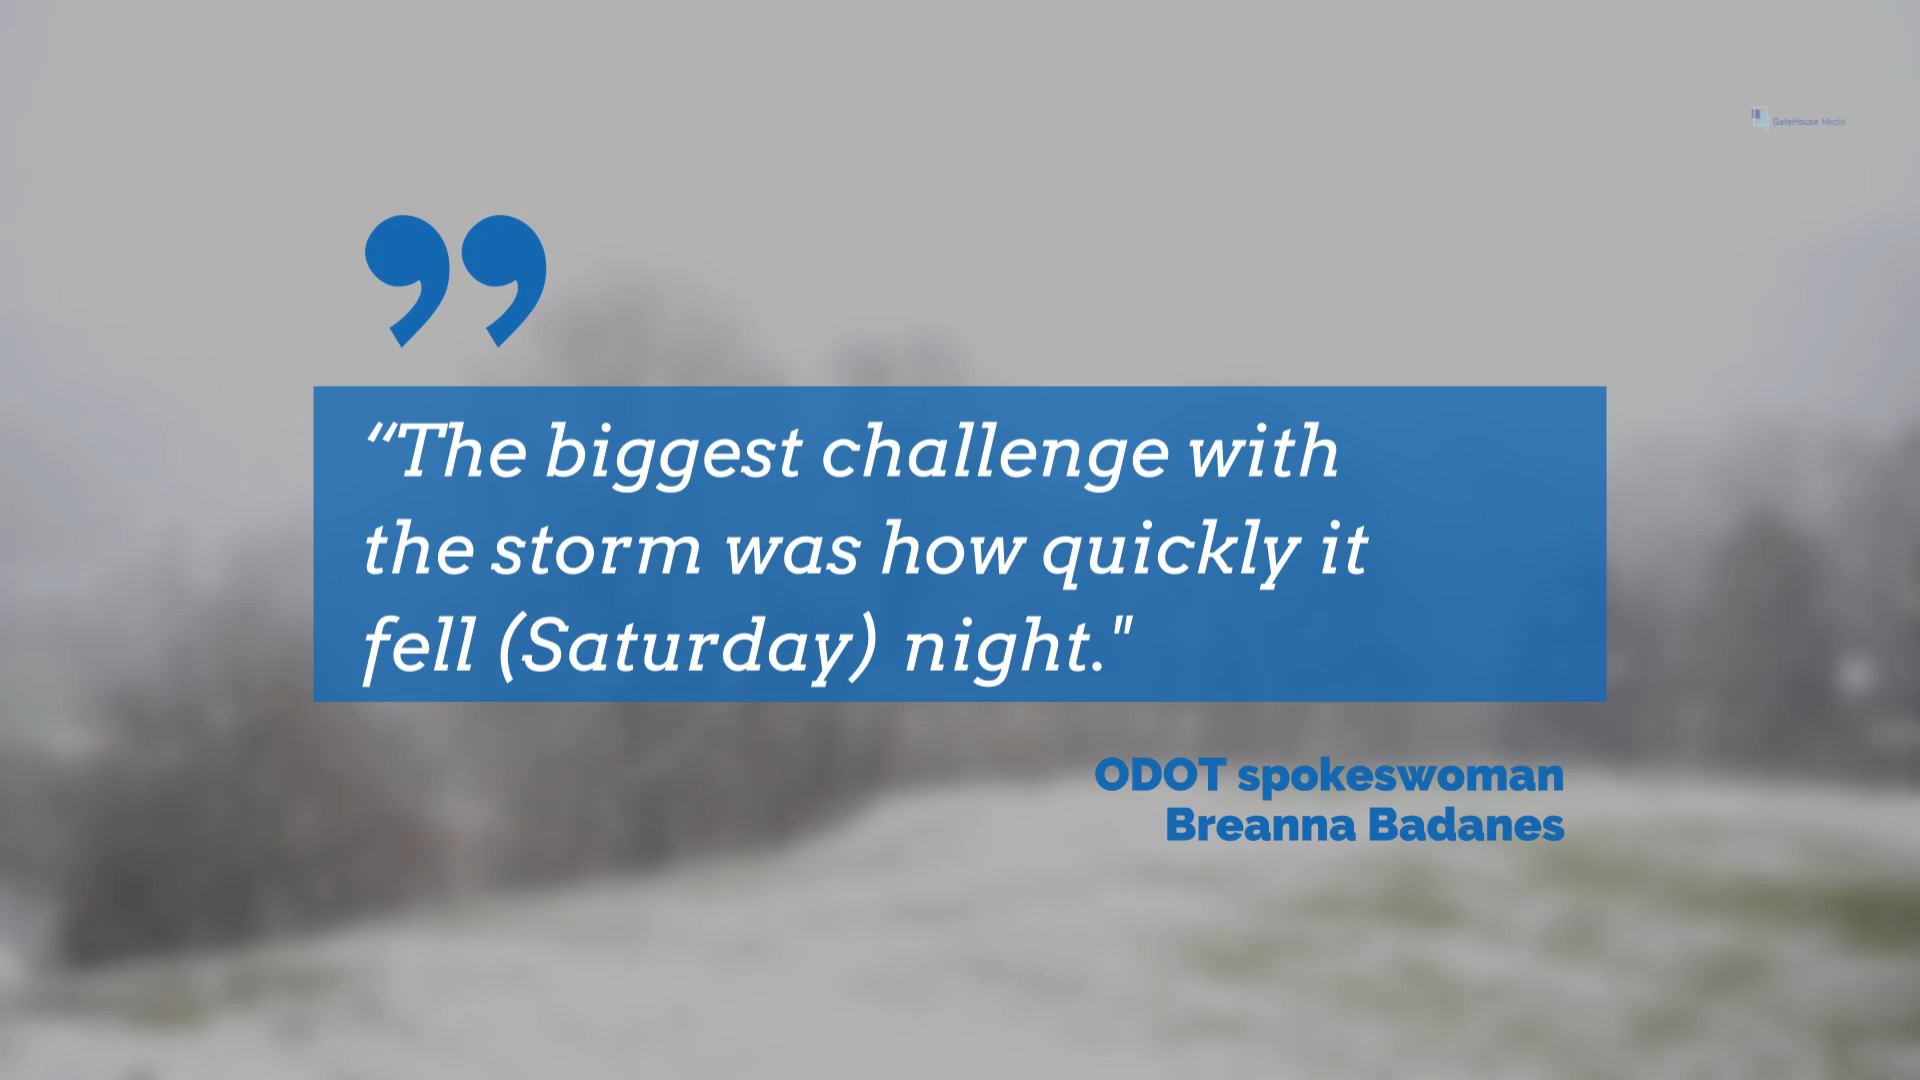 GateHouse Media
”
“The biggest challenge with
the storm was how quickly it
fell (Saturday) night."
ODOT spokeswoman
Breanna Badanes